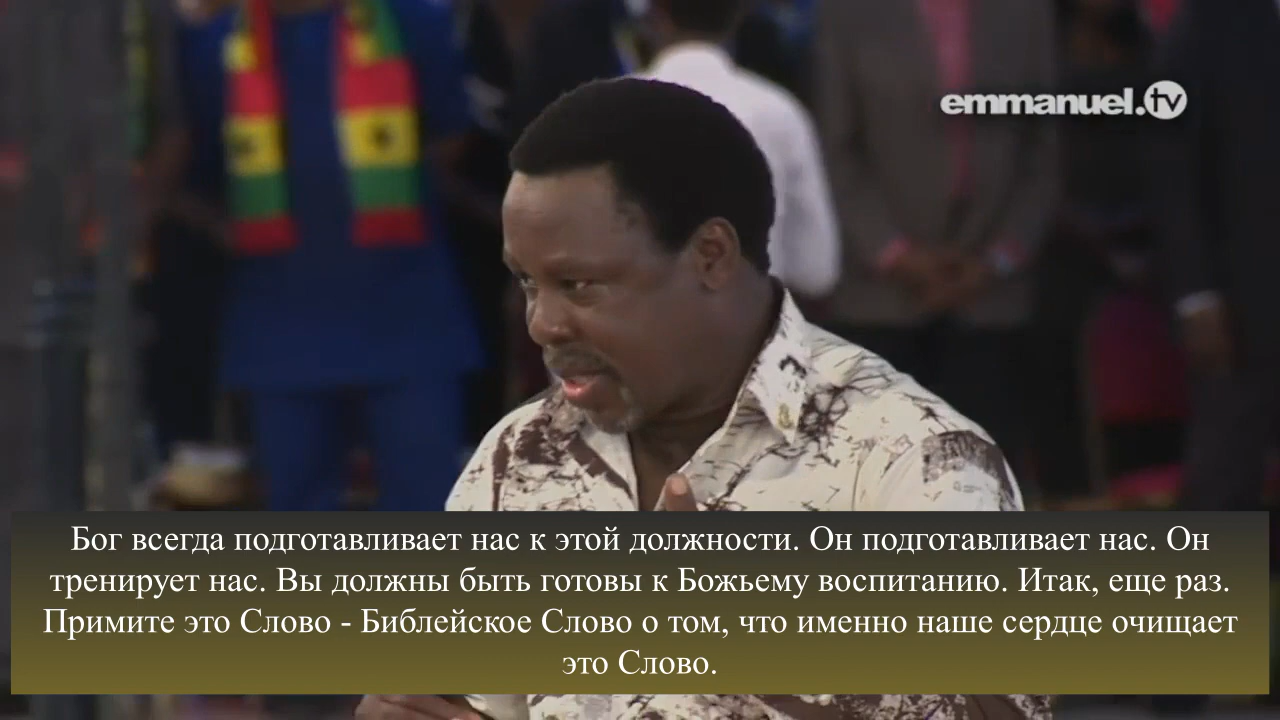 emmanuel.tv
Бог всегда подготавливает нас к этой должности. Он подготавливает нас. Он
тренирует нас. Вы должны быть готовы к Божьему воспитанию. Итак, еще раз.
Примите это Слово - Библейское Слово о том, что именно наше сердце очищает
это Слово.